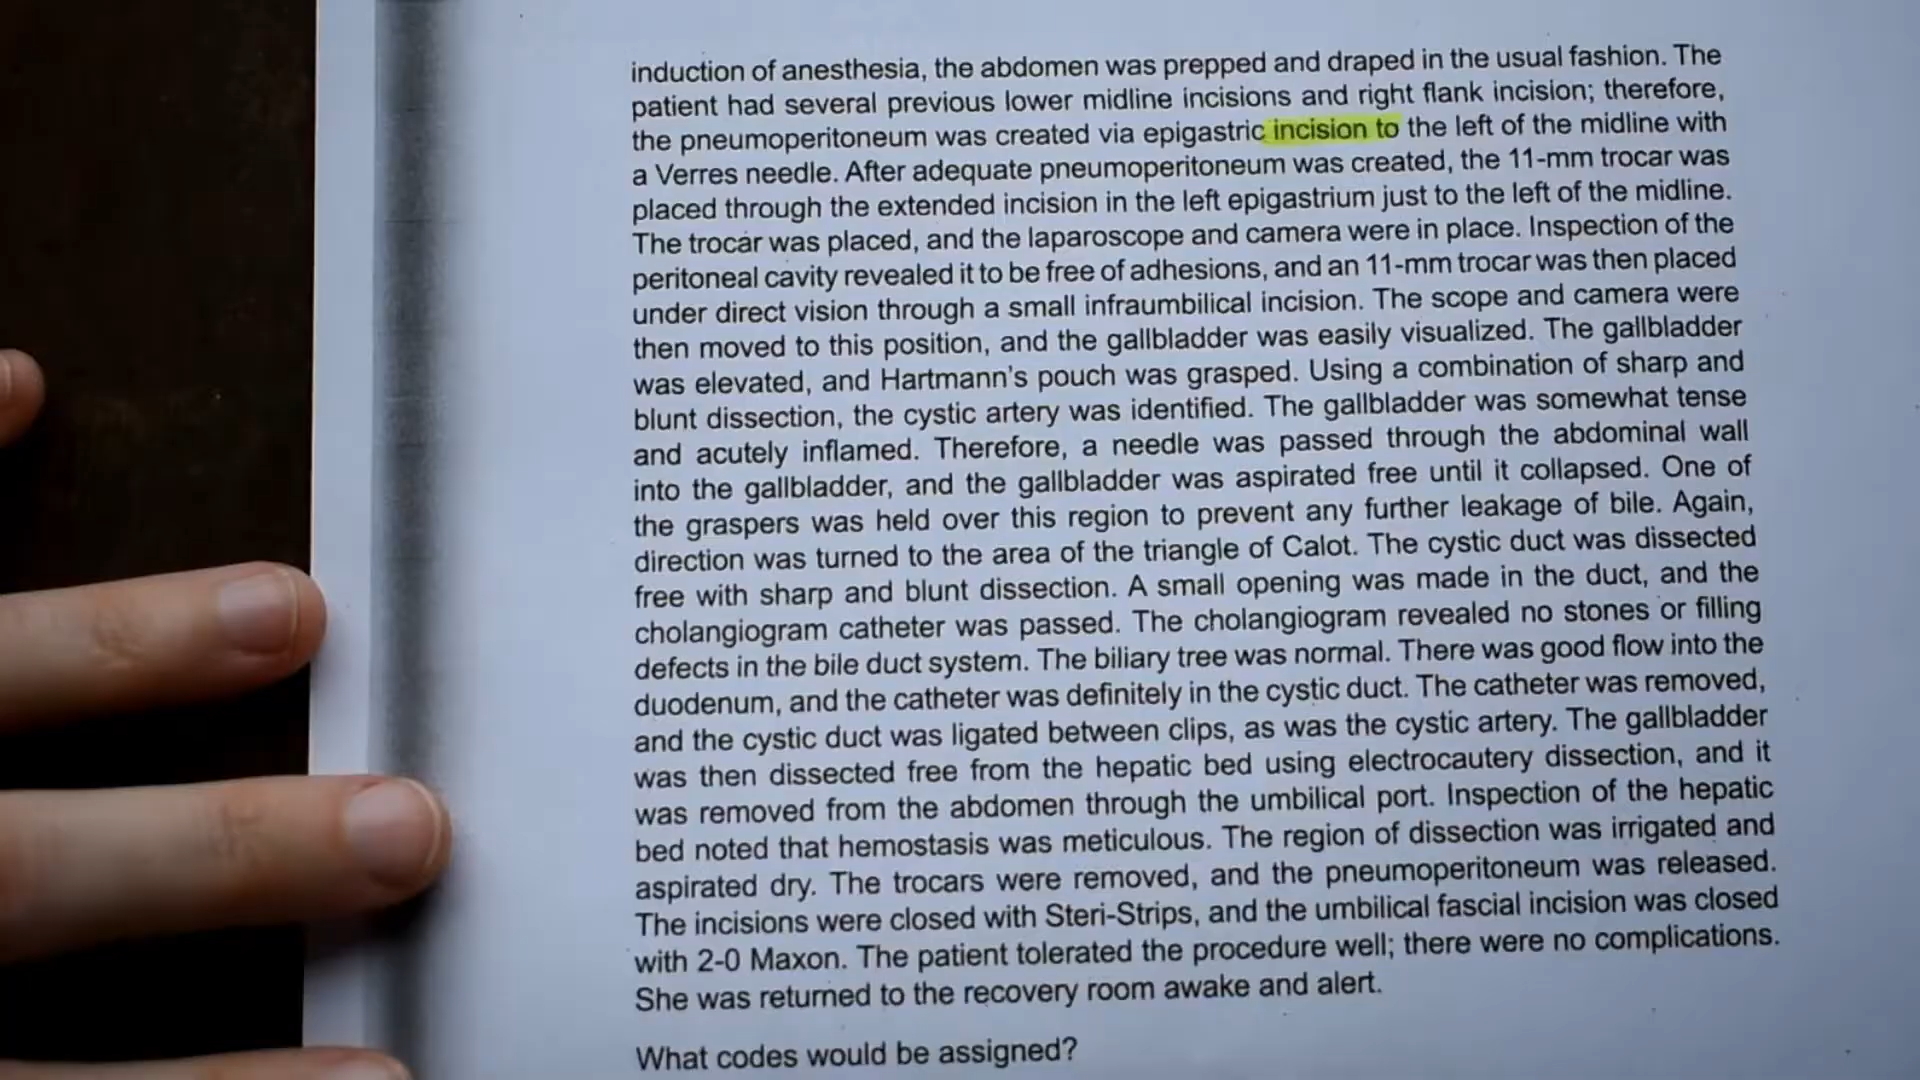 induction of anesthesia, the abdomen was prepped and draped in the usual fashion. The
patient had several previous lower midline incisions and right flank incision; therefore,
the pneumoperitoneum was created via epigastric incision to the left of the midline with
a Verres needle. After adequate pneumoperitoneum was created, the 11-mm trocar was
placed through the extended incision in the left epigastrium just to the left of the midline.
The trocar was placed, and the laparoscope and camera were in place. Inspection of the
peritoneal cavity revealed it to be free of adhesions, and an 11-mm trocar was then placed
under direct vision through a small infraumbilical incision. The scope and camera were
then moved to this position, and the gallbladder was easily visualized. The gallbladder
was elevated, and Hartmann's pouch was grasped. Using a combination of sharp and
blunt dissection, the cystic artery was identified. The gallbladder was somewhat tense
and acutely inflamed. Therefore, a needle was passed through the abdominal wall
into the gallbladder, and the gallbladder was aspirated free until it collapsed. One of
the graspers was held over this region to prevent any further leakage of bile. Again,
direction was turned to the area of the triangle of Calot. The cystic duct was dissected
free with sharp and blunt dissection. A small opening was made in the duct, and the
cholangiogram catheter was passed. The cholangiogram revealed no stones or filling
defects in the bile duct system. The biliary tree was normal. There was good flow into the
duodenum, and the catheter was definitely in the cystic duct. The catheter was removed,
and the cystic duct was ligated between clips, as was the cystic artery. The gallbladder
was then dissected free from the hepatic bed using electrocautery dissection, and it
was removed from the abdomen through the umbilical port. Inspection of the hepatic
bed noted that hemostasis was meticulous. The region of dissection was irrigated and
aspirated dry. The trocars were removed, and the pneumoperitoneum was released.
The incisions were closed with Steri-Strips, and the umbilical fascial incision was closed
with 2-0 Maxon. The patient tolerated the procedure well; there were no complications.
She was returned to the recovery room awake and alert.
What codes would be assigned?